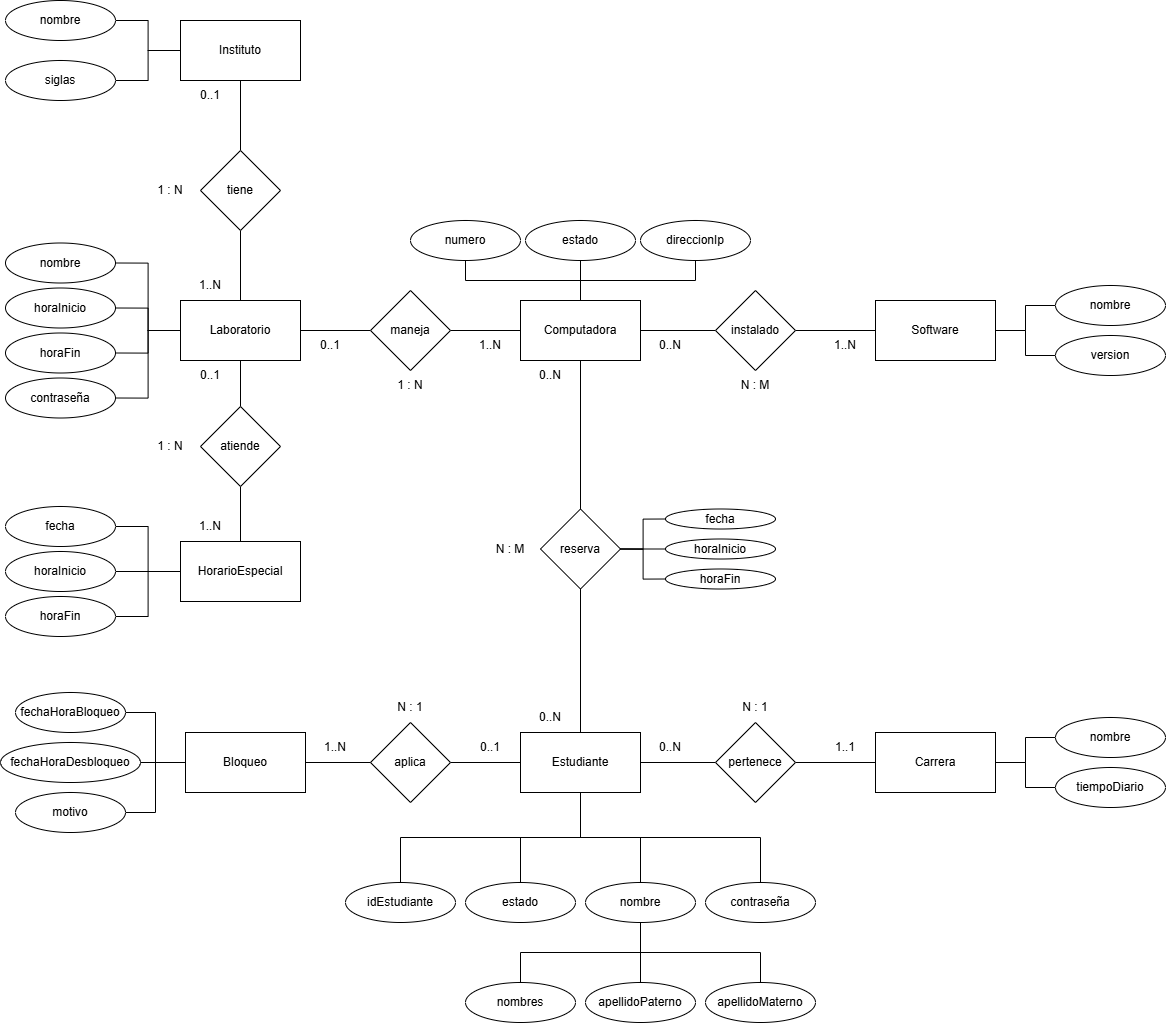 nombre
Instituto
siglas
0..1
1 : N
tiene
1..N
numero
estado
direccionIp
nombre
horaInicio
horaFin
contraseña
Laboratorio
0..1
maneja
1 : N
1..N
Computadora
0..N
instalado
N : M
1..N
Software
nombre
version
0..1
1 : N
atiende
1..N
0..N
fecha
horaInicio
horaFin
HorarioEspecial
N : M
reserva
fecha
horaInicio
horaFin
0..N
fechaHoraBloqueo
fechaHoraDesbloqueo
motivo
Bloqueo
1..N
N : 1
aplica
0..1
Estudiante
0..N
N : 1
pertenece
1..1
Carrera
nombre
tiempoDiario
idEstudiante
estado
nombre
contraseña
nombres
apellidoPaterno
apellidoMaterno